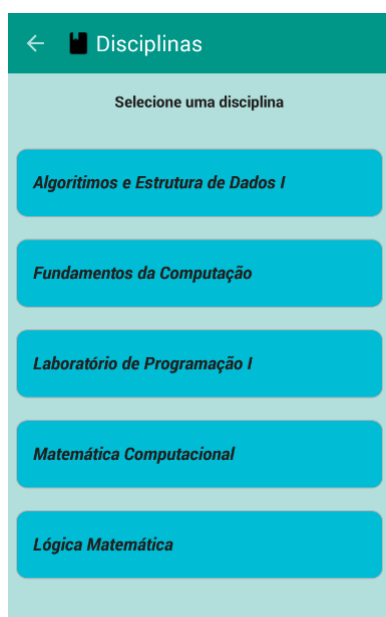 Disciplinas
Selecione uma disciplina
Algoritimos e Estrutura de Dados I
Fundamentos da Computação
Laboratório de Programação I
Matemática Computacional
Lógica Matemática